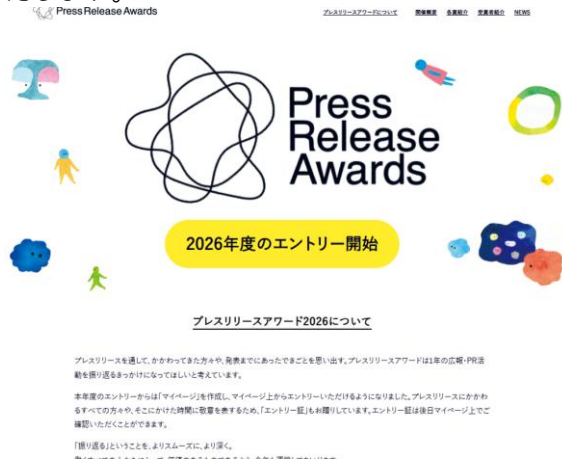 Press Release Awards
プレスリリースアワードについて 開催概要 各賞紹介 受賞者紹介 NEWS
Press
Release
Awards
2026年度のエントリー開始
プレスリリースアワード2026について
プレスリリースを通して、かかわってきた方々や、発表までにあったできごとを思い出す。プレスリリースアワードは1年の広報・PR活
動を振り返るきっかけになってほしいと考えています。
本年度のエントリーからは「マイページ」を作成し、マイページ上からエントリーいただけるようになりました。プレスリリースにかかわ
るすべての方々や、そこにかけた時間に敬意を表するため、「エントリー証」もお贈りしています。エントリー証は後日マイページ上でご
確認いただくことができます。
「振り返る」ということを、よりスムーズに、より深く。